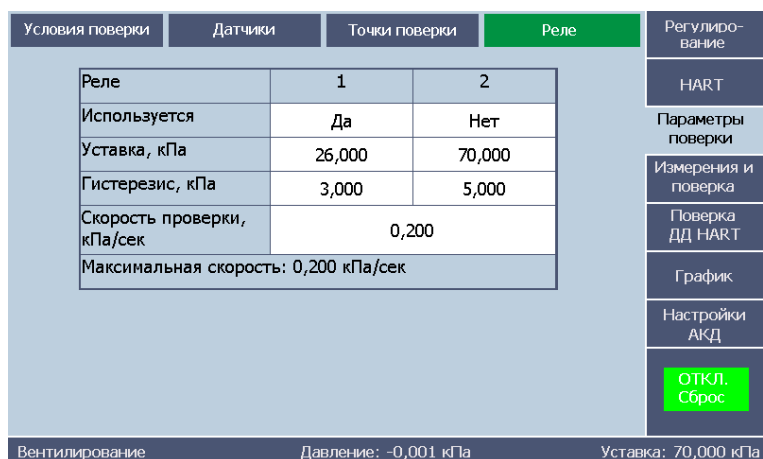 Условия поверки Датчики Точки поверки Реле
Реле 1 2
Используется Да Нет
Уставка, кПа 26,000 70,000
Гистерезис, кПа 3,000 5,000
Скорость проверки,
кПа/сек 0,200
Максимальная скорость: 0,200 кПа/сек
Регулиро-
вание
HART
Параметры
поверки
Измерения и
поверка
Поверка
ДД HART
График
Настройки
АКД
ОТКЛ.
Сброс
Вентилирование Давление: -0,001 кПа Уставка: 70,000 кПа